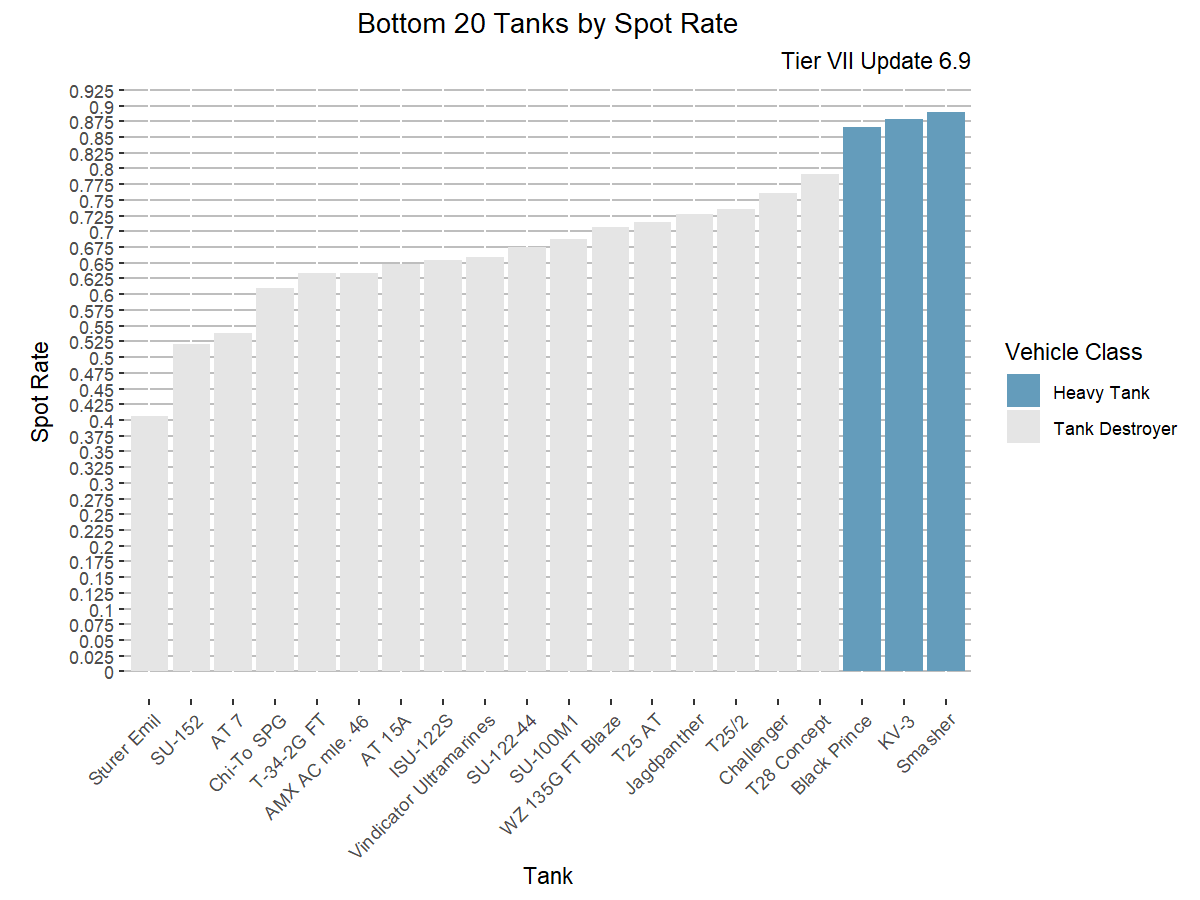 Bottom 20 Tanks by Spot Rate
Tier VII Update 6.9
0.925
0.9
0.875
0.85
0.825
0.8
0.775
0.75
0.725
0.7
0.675
0.65
0.625
0.6
0.575
0.55
0.525
0.5
0.475
0.45
0.425
0.4
0.375
0.35
0.325
0.3
0.275
0.25
0.225
0.2
0.175
0.15
0.125
0.1
0.075
0.05
0.025
0
Spot Rate
Sturer Emil
SU-152
AT 7
Chi-To SPG
T-34-2G FT
AMX AC mle. 46
AT 15A
ISU-122S
Vindicator Ultramarines
SU-122-44
SU-100M1
WZ 135G FT Blaze
T25 AT
Jagdpanther
T25/2
Challenger
T28 Concept
Black Prince
KV-3
Smasher
Tank
Vehicle Class
Heavy Tank
Tank Destroyer